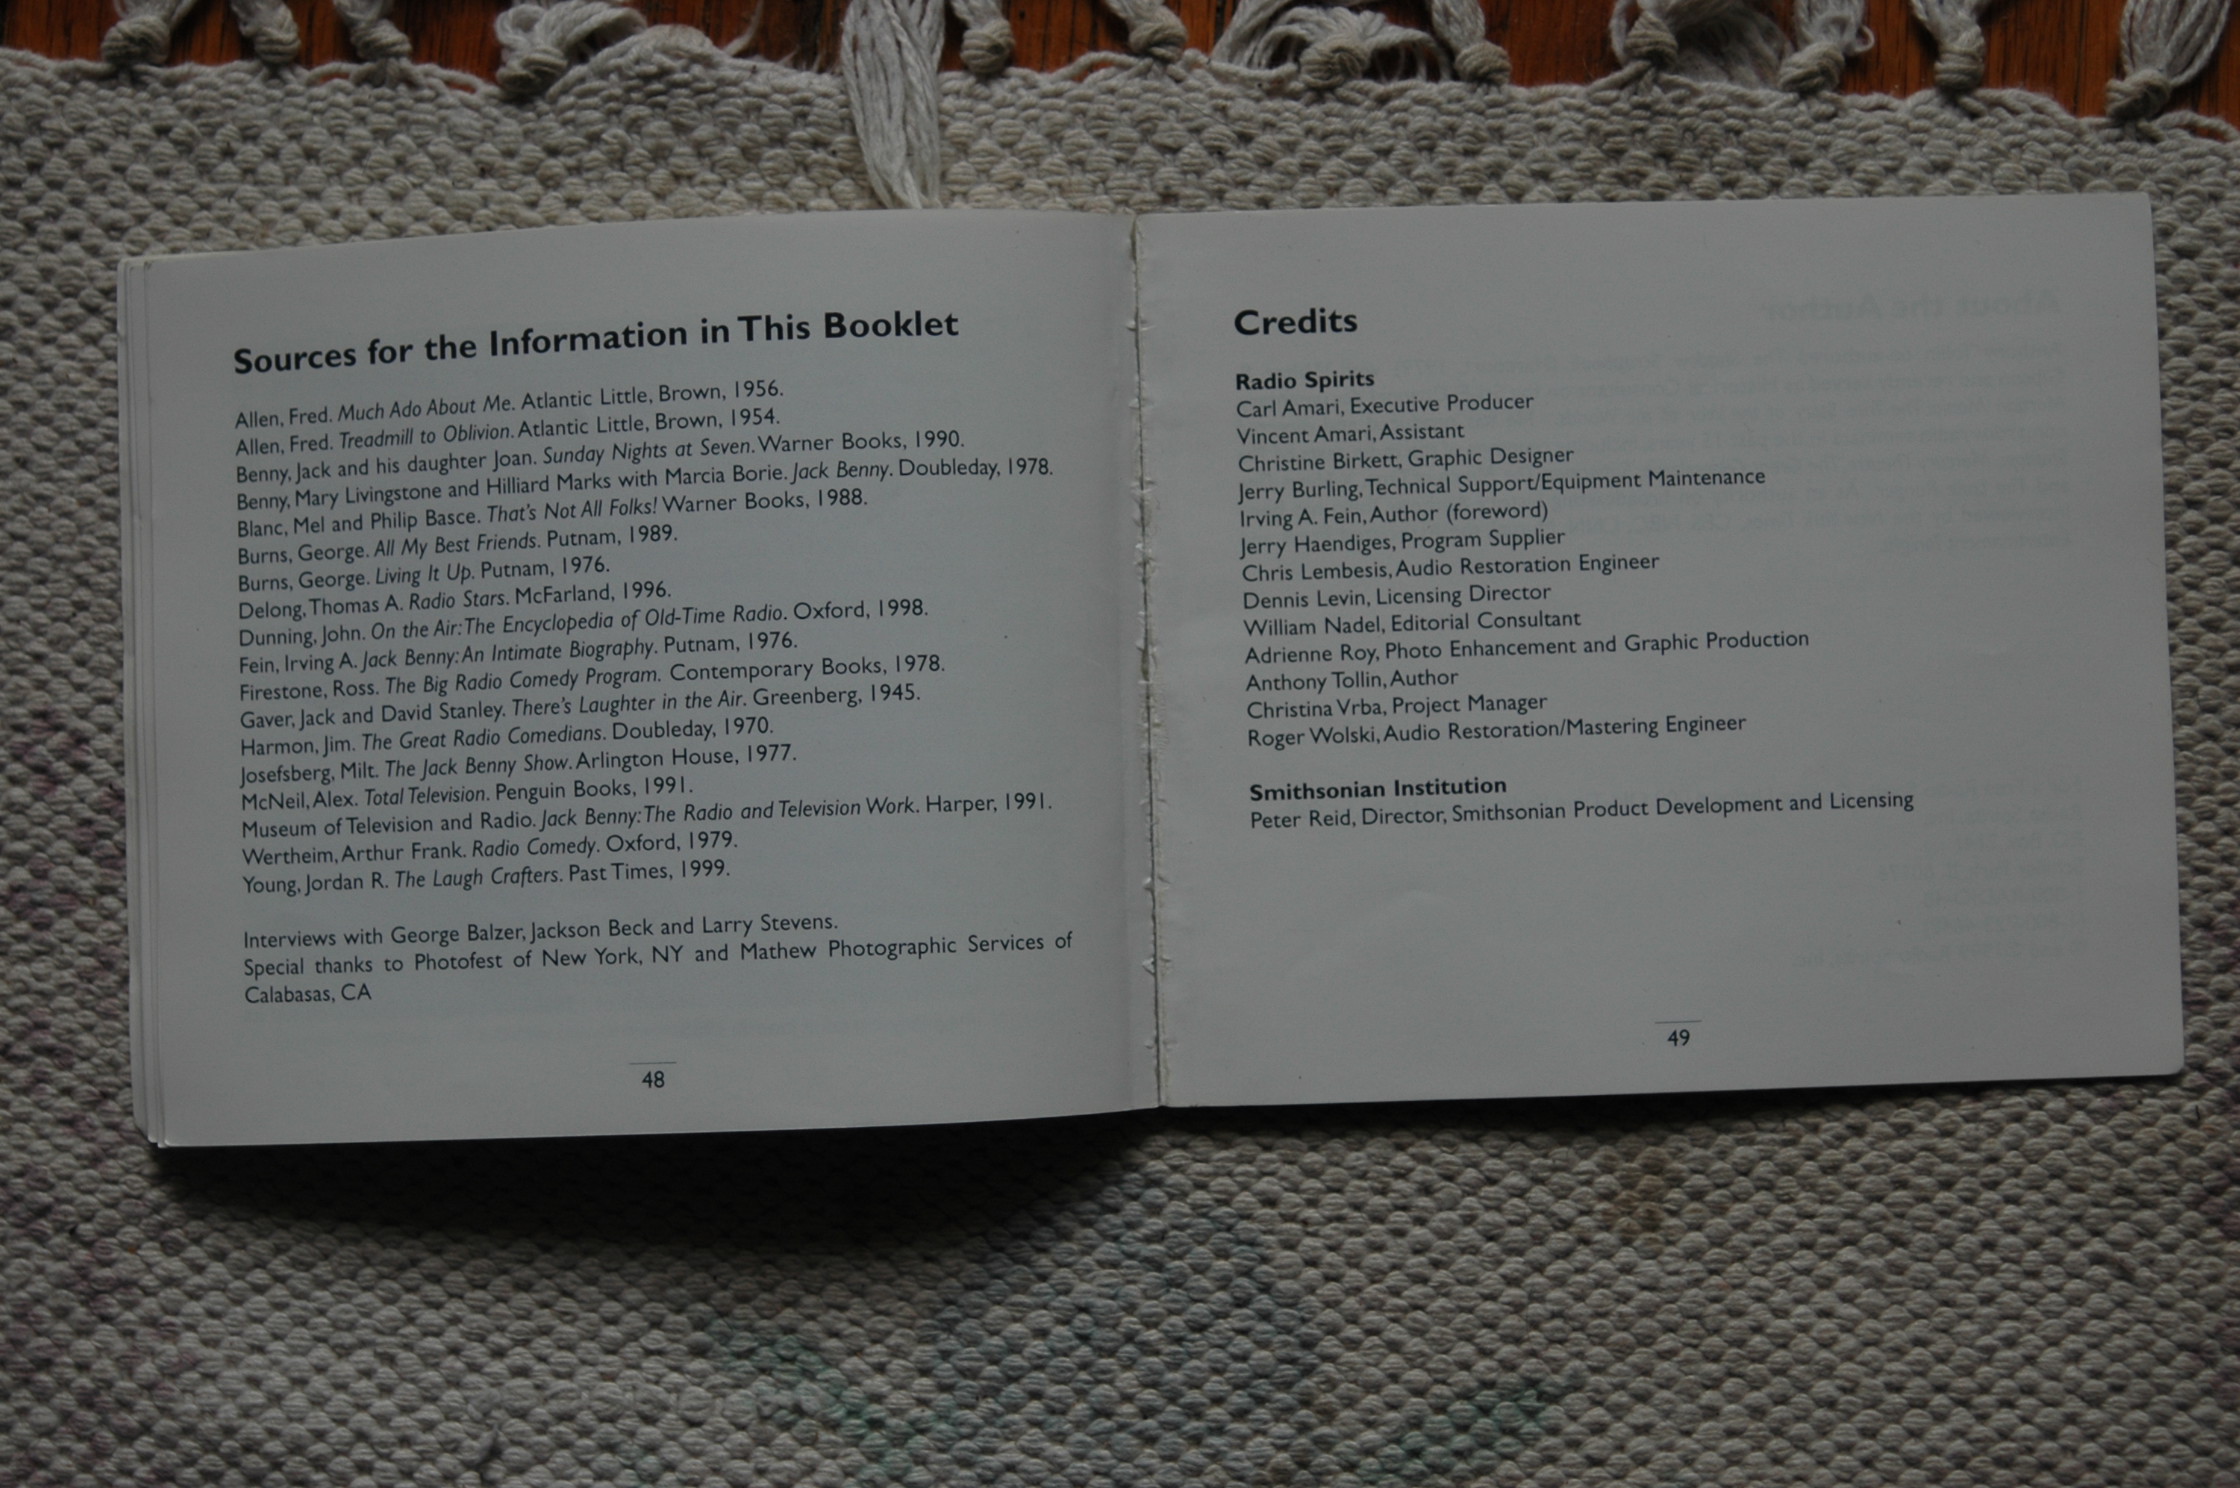 Sources for the Information in This Booklet
Allen, Fred. Much Ado About Me. Atlantic Little, Brown, 1956.
Allen, Fred. Treadmill to Oblivion. Atlantic Little, Brown, 1954.
Benny, Jack and his daughter Joan. Sunday Nights at Seven. Warner Books, 1990.
Benny, Mary Livingstone and Hilliard Marks with Marcia Borie. Jack Benny. Doubleday, 1978.
Blanc, Mel and Philip Basce. That's Not All Folks! Warner Books, 1988.
Burns, George. All My Best Friends. Putnam, 1989.
Burns, George. Living It Up. Putnam, 1976.
Delong, Thomas A. Radio Stars. McFarland, 1996.
Dunning, John. On the Air: The Encyclopedia of Old-Time Radio. Oxford, 1998.
Fein, Irving A. Jack Benny: An Intimate Biography. Putnam, 1976.
Firestone, Ross. The Big Radio Comedy Program. Contemporary Books, 1978.
Gaver, Jack and David Stanley. There's Laughter in the Air. Greenberg, 1945.
Harmon, Jim. The Great Radio Comedians. Doubleday, 1970.
Josefsberg, Milt. The Jack Benny Show. Arlington House, 1977.
McNeil, Alex. Total Television. Penguin Books, 1991.
Museum of Television and Radio. Jack Benny: The Radio and Television Work. Harper, 1991.
Wertheim, Arthur Frank. Radio Comedy. Oxford, 1979.
Young, Jordan R. The Laugh Crafters. Past Times, 1999.
Interviews with George Balzer, Jackson Beck and Larry Stevens.
Special thanks to Photofest of New York, NY and Mathew Photographic Services of
Calabasas, CA
48
Credits
Radio Spirits
Carl Amari, Executive Producer
Vincent Amari, Assistant
Christine Birkett, Graphic Designer
Jerry Burling, Technical Support/Equipment Maintenance
Irving A. Fein, Author (foreword)
Jerry Haendiges, Program Supplier
Chris Lembesis, Audio Restoration Engineer
Dennis Levin, Licensing Director
William Nadel, Editorial Consultant
Adrienne Roy, Photo Enhancement and Graphic Production
Anthony Tollin, Author
Christina Vrba, Project Manager
Roger Wolski, Audio Restoration/Mastering Engineer
Smithsonian Institution
Peter Reid, Director, Smithsonian Product Development and Licensing
49